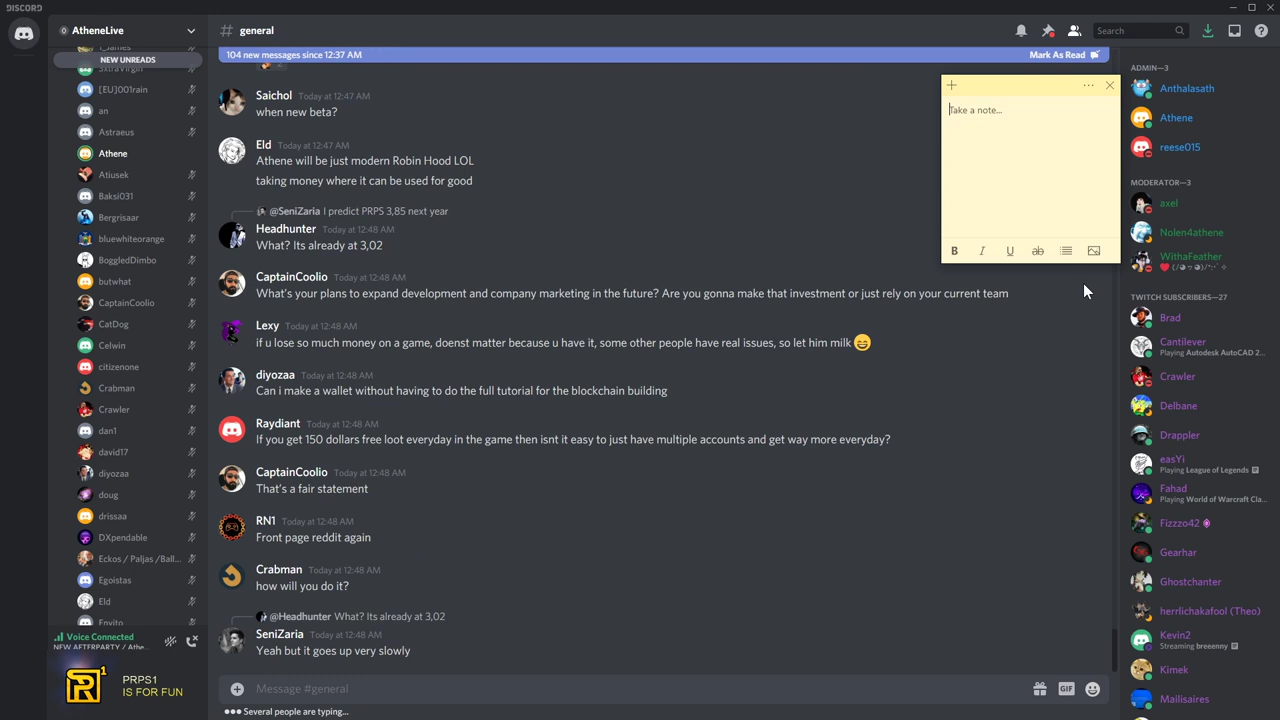 DISCORD
AtheneLive
# general
Search
NEW UNREADS
5xtraVirgin
[EU]001rain
an
Astraeus
Athene
Atiusek
Baksi031
Bergrisaar
bluewhiteorange
BoggledDimbo
butwhat
CaptainCoolio
CatDog
Celwin
citizenone
Crabman
Crawler
dan1
david17
diyozaa
doug
drissaa
DXpendable
Eckos / Paljas /Ball...
Egoistas
Eld
Envito
Voice Connected
NEW AFTERPARTY / Athe...
R1
PRPS1
IS FOR FUN
104 new messages since 12:37 AM
Mark As Read
Saichol Today at 12:47 AM
when new beta?
Eld Today at 12:47 AM
Athene will be just modern Robin Hood LOL
taking money where it can be used for good
@SeniZaria I predict PRPS 3,85 next year
Headhunter Today at 12:48 AM
What? Its already at 3,02
CaptainCoolio Today at 12:48 AM
What's your plans to expand development and company marketing in the future? Are you gonna make that investment or just rely on your current team
Lexy Today at 12:48 AM
if u lose so much money on a game, doenst matter because u have it, some other people have real issues, so let him milk 😄
diyozaa Today at 12:48 AM
Can i make a wallet without having to do the full tutorial for the blockchain building
Raydiant Today at 12:48 AM
If you get 150 dollars free loot everyday in the game then isnt it easy to just have multiple accounts and get way more everyday?
CaptainCoolio Today at 12:48 AM
That's a fair statement
RN1 Today at 12:48 AM
Front page reddit again
Crabman Today at 12:48 AM
how will you do it?
@Headhunter What? Its already at 3,02
SeniZaria Today at 12:48 AM
Yeah but it goes up very slowly
Message #general
GIF
Several people are typing...
Take a note...
B I U ab
ADMIN—3
Anthalasath
Athene
reese015
MODERATOR—3
axel
Nolen4athene
WithaFeather
TWITCH SUBSCRIBERS—27
Brad
Cantilever
Playing Autodesk AutoCAD 2...
Crawler
Delbane
Drappler
easYi
Playing League of Legends
Fahad
Playing World of Warcraft Cla...
Fizzzo42
Gearhar
Ghostchanter
herrlichakafool (Theo)
Kevin2
Streaming breeenny
Kimek
Mailisaires